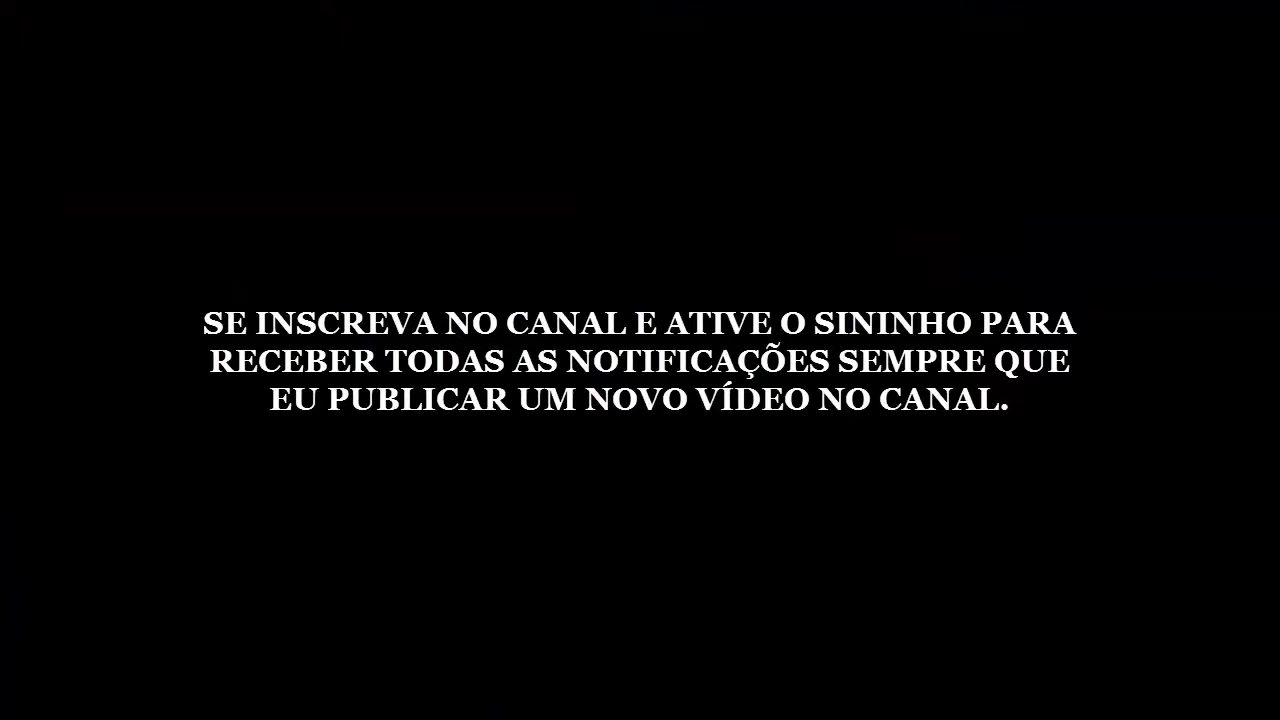 SE INSCREVA NO CANAL E ATIVE O SININHO PARA
RECEBER TODAS AS NOTIFICAÇÕES SEMPRE QUE
EU PUBLICAR UM NOVO VÍDEO NO CANAL.